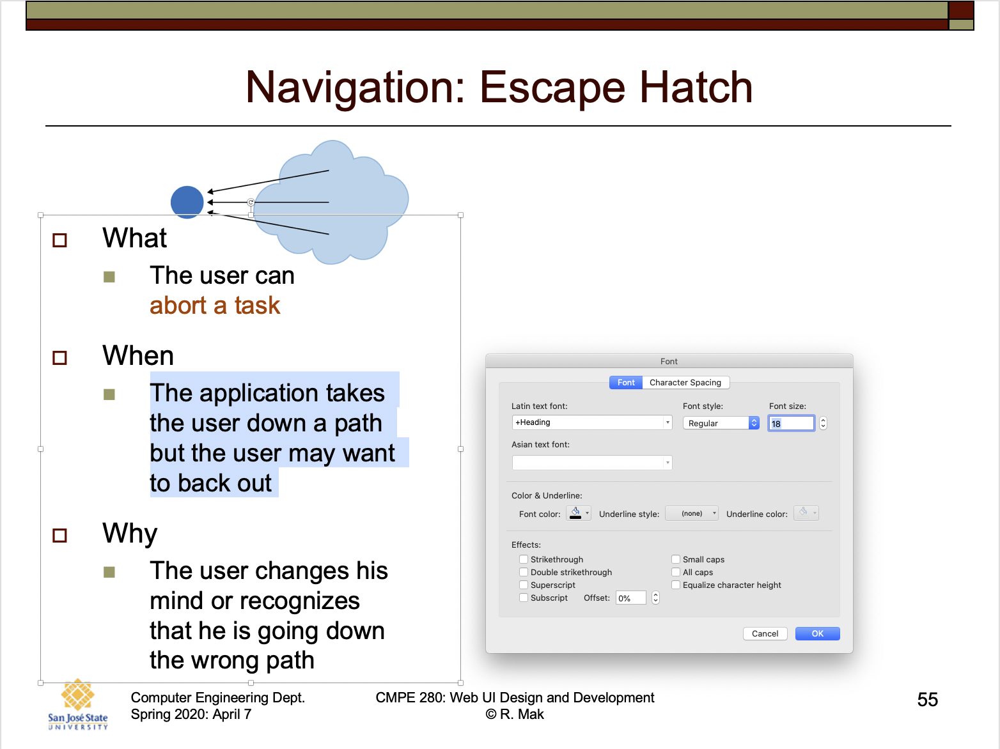 Navigation: Escape Hatch
What
The user can
abort a task
When
The application takes
the user down a path
but the user may want
to back out
Why
The user changes his
mind or recognizes
that he is going down
the wrong path
Font
Font Character Spacing
Latin text font:
Font style:
Font size:
+Heading
Regular
18
Asian text font:
Color & Underline:
Font color:
Underline style:
(none)
Underline color:
Effects:
Strikethrough
Small caps
Double strikethrough
All caps
Superscript
Equalize character height
Subscript
Offset:
0%
Cancel
OK
San José State
UNIVERSITY
Computer Engineering Dept.
Spring 2020: April 7
CMPE 280: Web UI Design and Development
© R. Mak
55